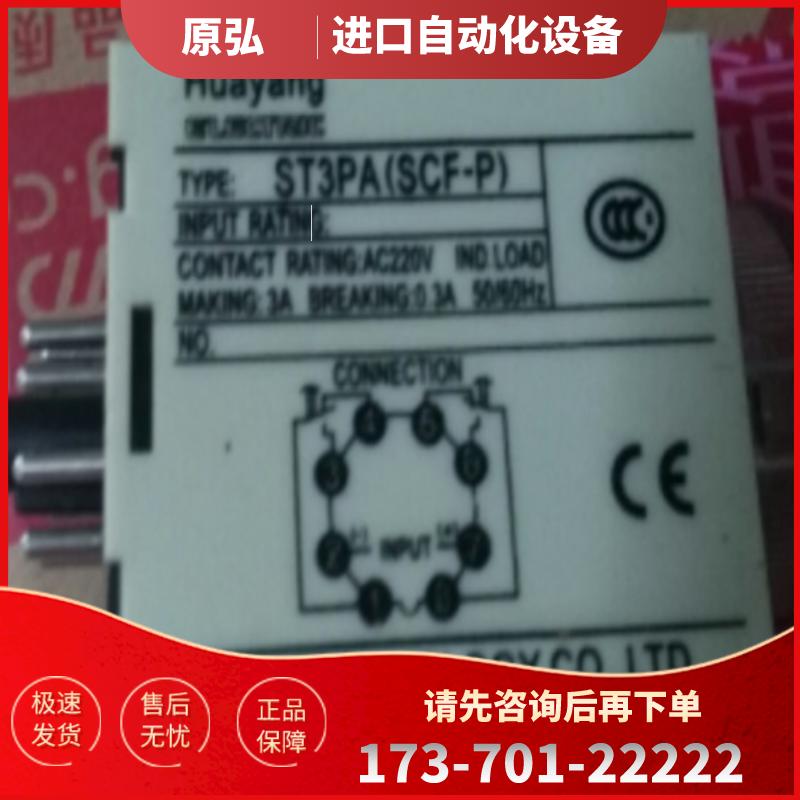 原弘 进口自动化设备
Huayang
TYPE: ST3PA(SCF-P)
INPUT RATING:
CONTACT RATING:AC220V IND.LOAD
MAKING:3A BREAKING:0.3A 50/60Hz
NO.
CONNECTION
4 5
3 6
2 (-) INPUT (+) 7
1 8
CCC
CE
CO.,LTD
极速
发货
售后
无忧
正品
保障
请先咨询后再下单
173-701-22222